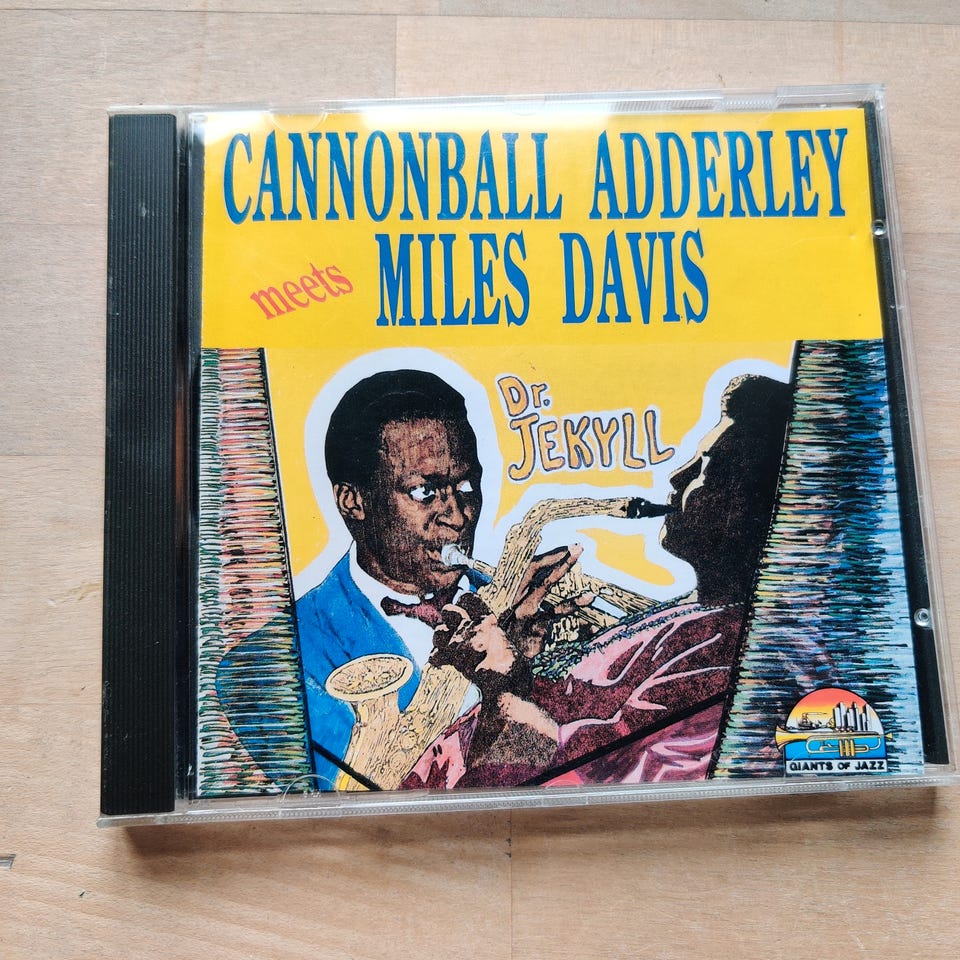 CANNONBALL ADDERLEY
meets MILES DAVIS
Dr.
JEKYLL
GIANTS OF JAZZ